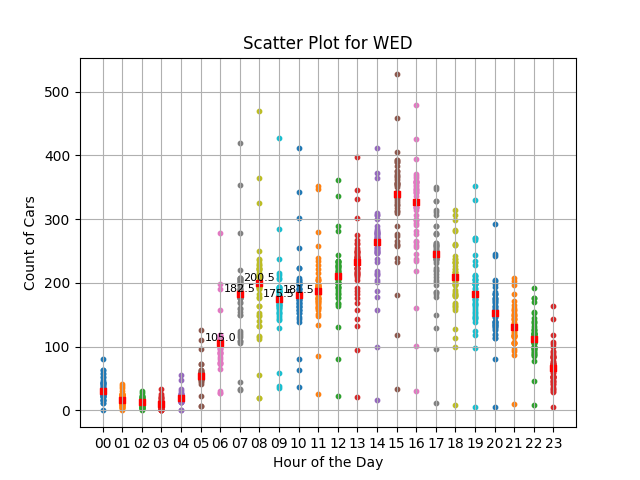 Scatter Plot for WED
Count of Cars
500
400
300
200
100
0
200.5
182.5
175.5
181.5
105.0
00 01 02 03 04 05 06 07 08 09 10 11 12 13 14 15 16 17 18 19 20 21 22 23
Hour of the Day